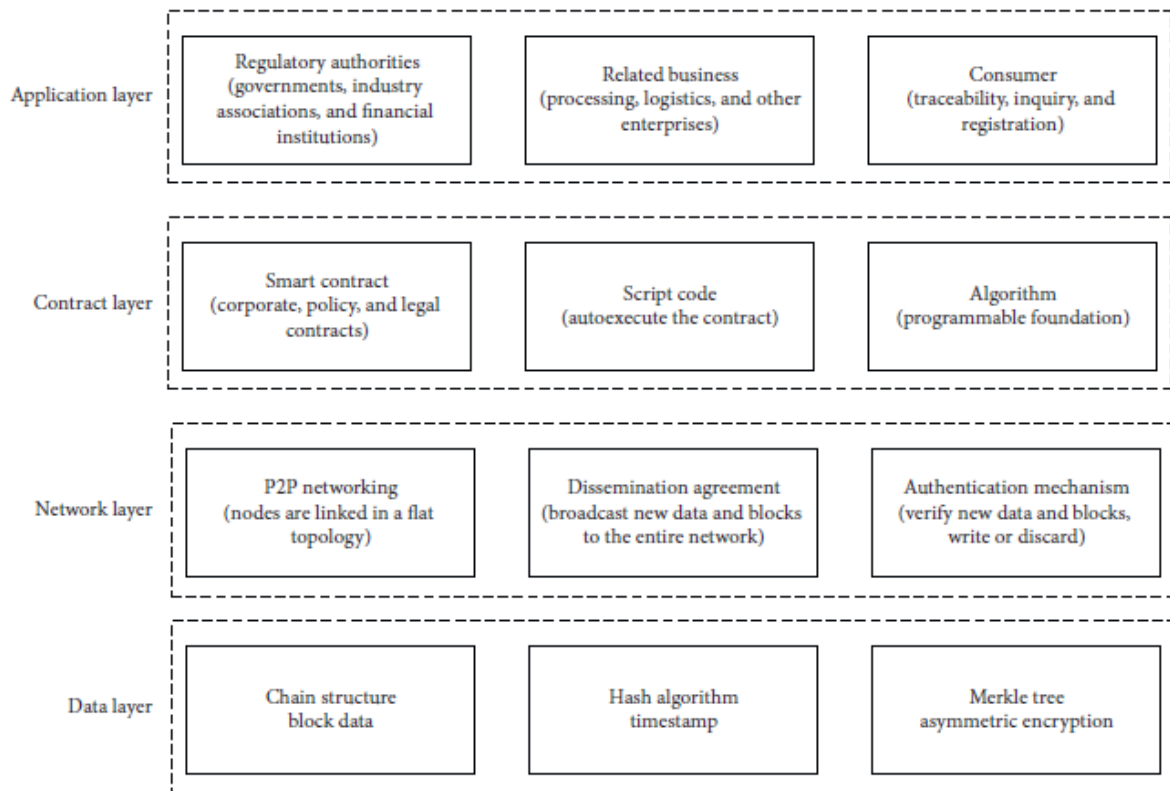 Application layer
Regulatory authorities
(governments, industry
associations, and financial
institutions)
Related business
(processing, logistics, and other
enterprises)
Consumer
(traceability, inquiry, and
registration)
Contract layer
Smart contract
(corporate, policy, and legal
contracts)
Script code
(autoexecute the contract)
Algorithm
(programmable foundation)
Network layer
P2P networking
(nodes are linked in a flat
topology)
Dissemination agreement
(broadcast new data and blocks
to the entire network)
Authentication mechanism
(verify new data and blocks,
write or discard)
Data layer
Chain structure
block data
Hash algorithm
timestamp
Merkle tree
asymmetric encryption